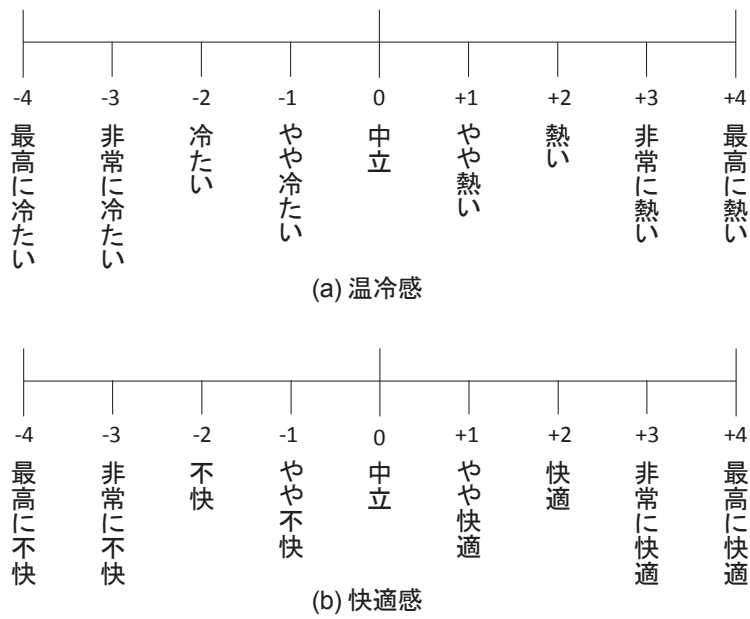 -4 -3 -2 -1 0 +1 +2 +3 +4
最高に冷たい
非常に冷たい
冷たい
やや冷たい
中立
やや熱い
熱い
非常に熱い
最高に熱い
(a) 温冷感
-4 -3 -2 -1 0 +1 +2 +3 +4
最高に不快
非常に不快
不快
やや不快
中立
やや快適
快適
非常に快適
最高に快適
(b) 快適感